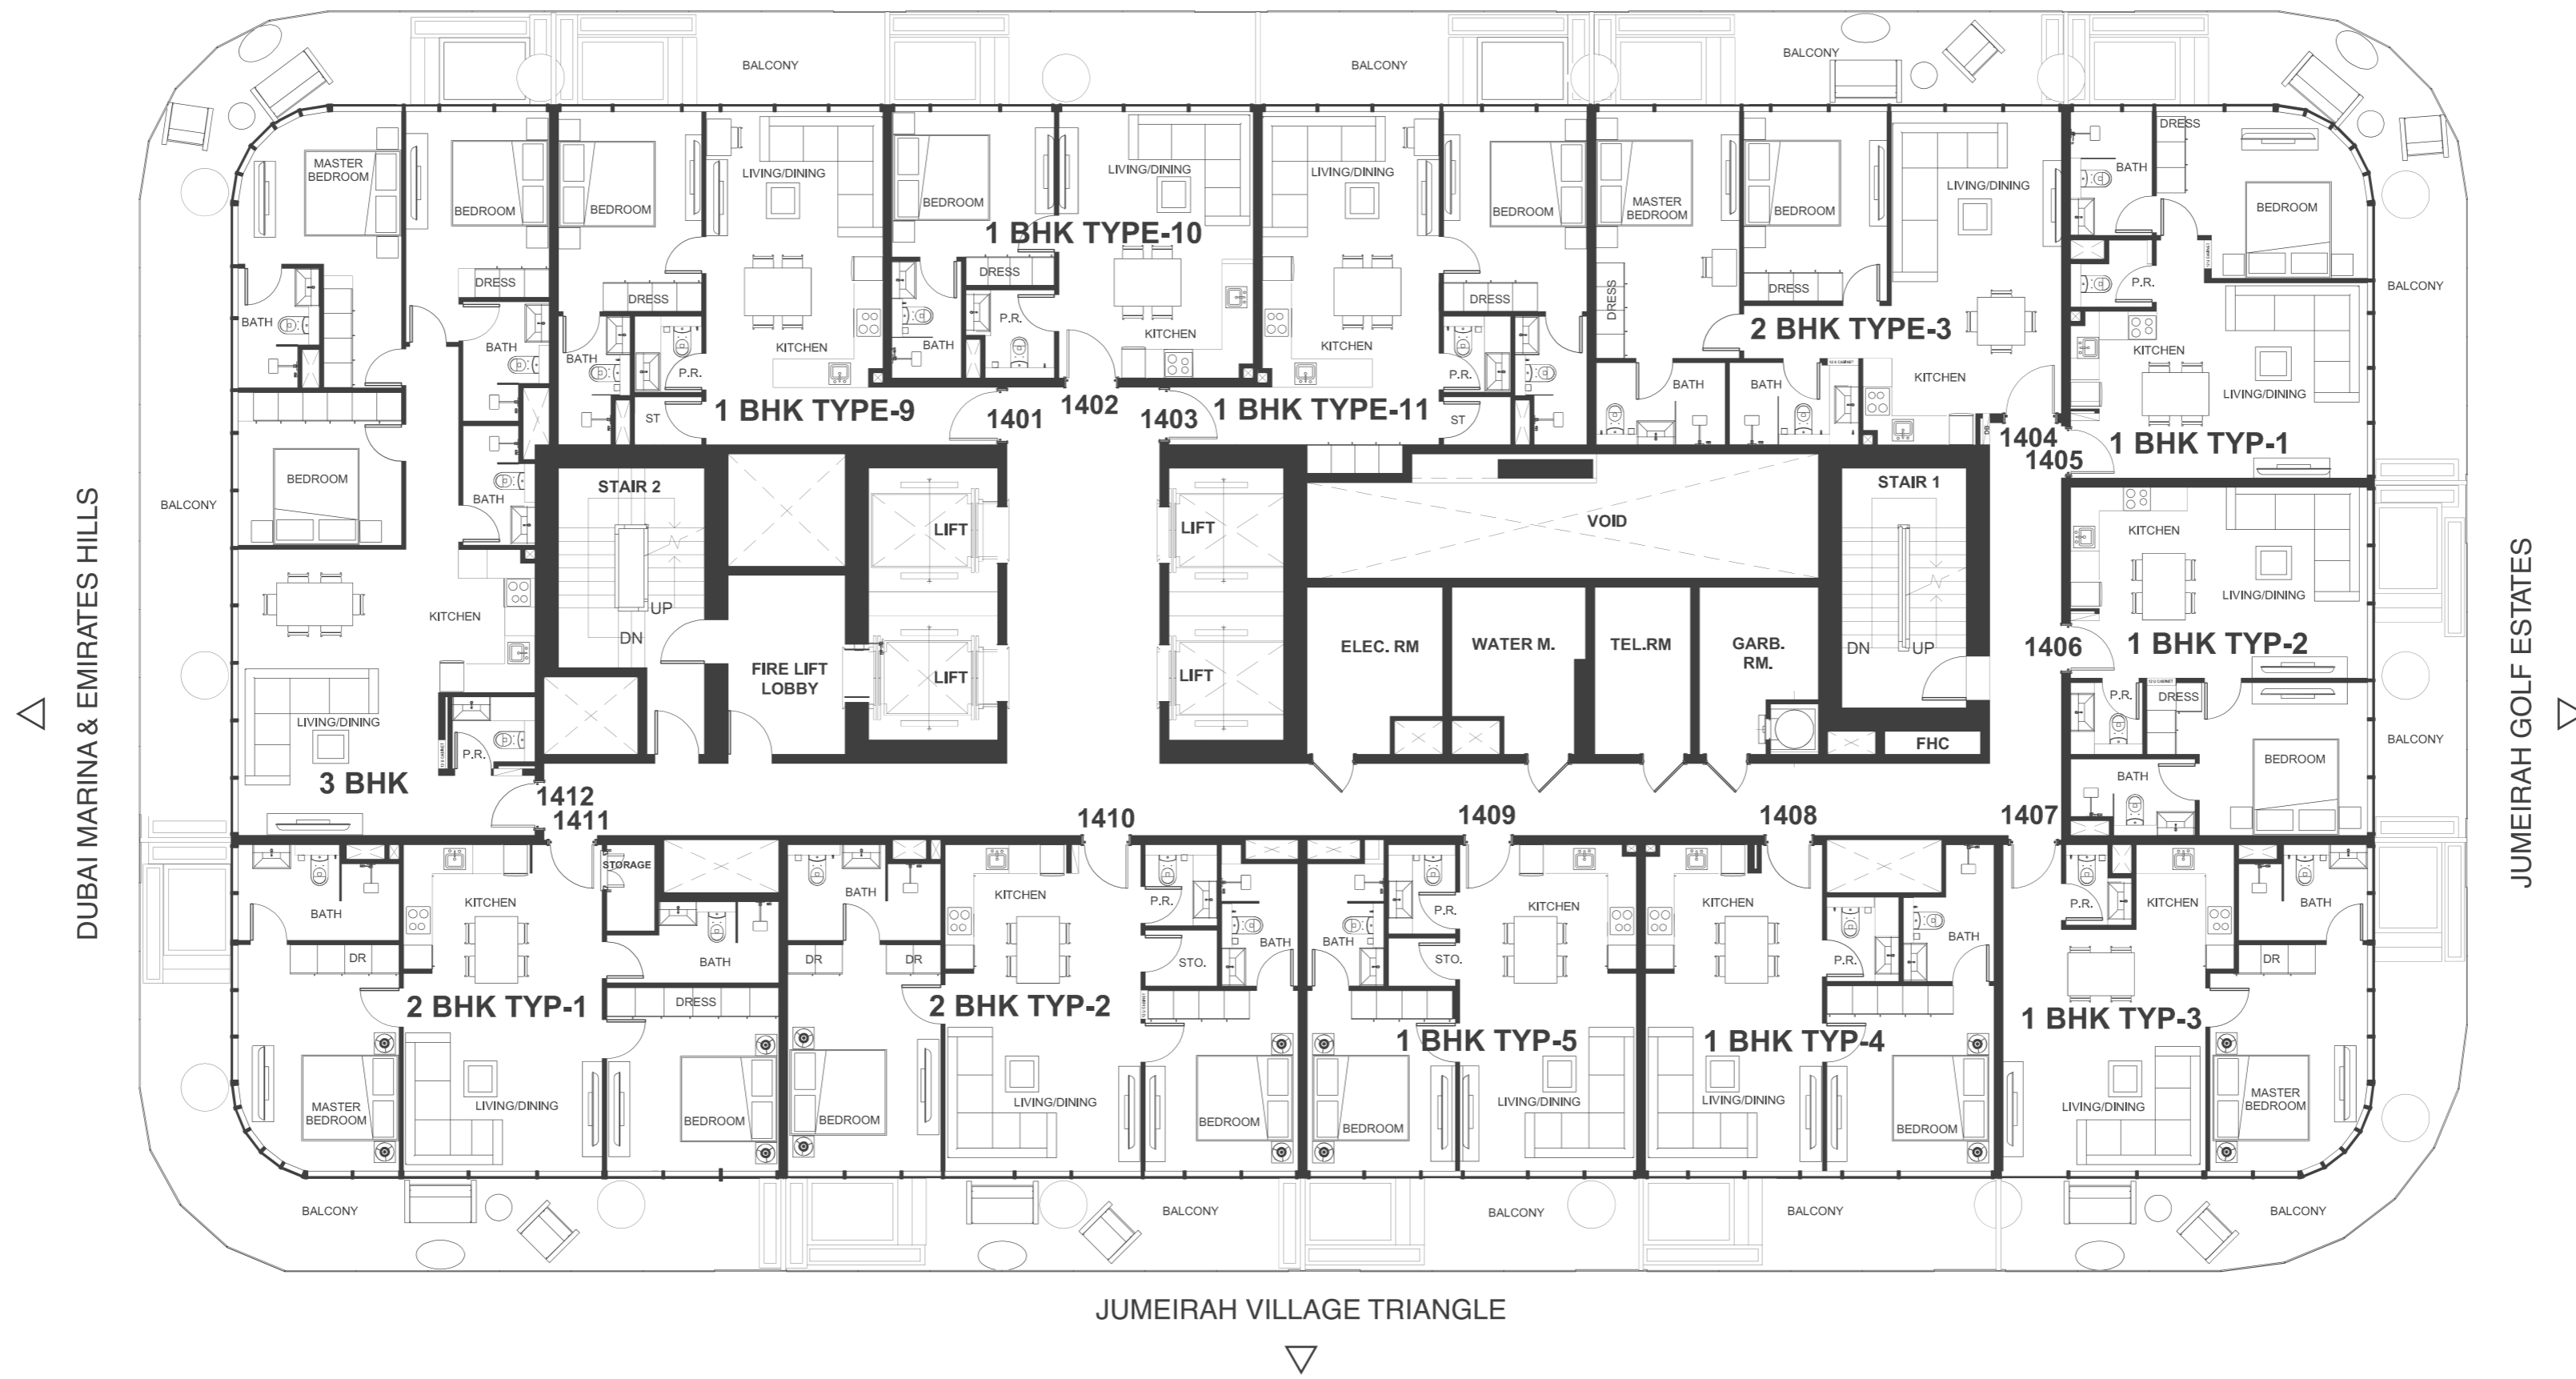 BALCONY
BALCONY
BALCONY
MASTER
BEDROOM
BEDROOM
BEDROOM
LIVING/DINING
BEDROOM
LIVING/DINING
LIVING/DINING
BEDROOM
MASTER
BEDROOM
BEDROOM
LIVING/DINING
DRESS
BATH
BEDROOM
1 BHK TYPE-10
DRESS
DRESS
DRESS
DRESS
DRESS
DRESS
P.R.
BALCONY
BATH
BATH
BATH
P.R.
KITCHEN
BATH
P.R.
KITCHEN
KITCHEN
P.R.
2 BHK TYPE-3
BATH
BATH
KITCHEN
KITCHEN
LIVING/DINING
1 BHK TYPE-9
ST
1401
1402
1403
1 BHK TYPE-11
ST
DB
1404
1405
1 BHK TYP-1
BALCONY
BEDROOM
BATH
STAIR 2
UP
DN
LIFT
LIFT
VOID
STAIR 1
DN
UP
KITCHEN
LIVING/DINING
DUBAI MARINA & EMIRATES HILLS
JUMEIRAH GOLF ESTATES
KITCHEN
FIRE LIFT
LOBBY
LIFT
LIFT
ELEC. RM
WATER M.
TEL.RM
GARB.
RM.
1406
1 BHK TYP-2
P.R.
DRESS
LIVING/DINING
P.R.
3 BHK
FHC
BEDROOM
BATH
BALCONY
1412
1411
1410
1409
1408
1407
STORAGE
BATH
KITCHEN
BATH
DR
DRESS
2 BHK TYP-1
MASTER
BEDROOM
LIVING/DINING
BEDROOM
BATH
DR
DR
KITCHEN
P.R.
STO.
BATH
2 BHK TYP-2
BEDROOM
LIVING/DINING
BEDROOM
BATH
P.R.
STO.
KITCHEN
1 BHK TYP-5
BEDROOM
LIVING/DINING
KITCHEN
P.R.
BATH
1 BHK TYP-4
LIVING/DINING
BEDROOM
P.R.
KITCHEN
BATH
DR
1 BHK TYP-3
LIVING/DINING
MASTER
BEDROOM
BALCONY
BALCONY
BALCONY
BALCONY
BALCONY
JUMEIRAH VILLAGE TRIANGLE